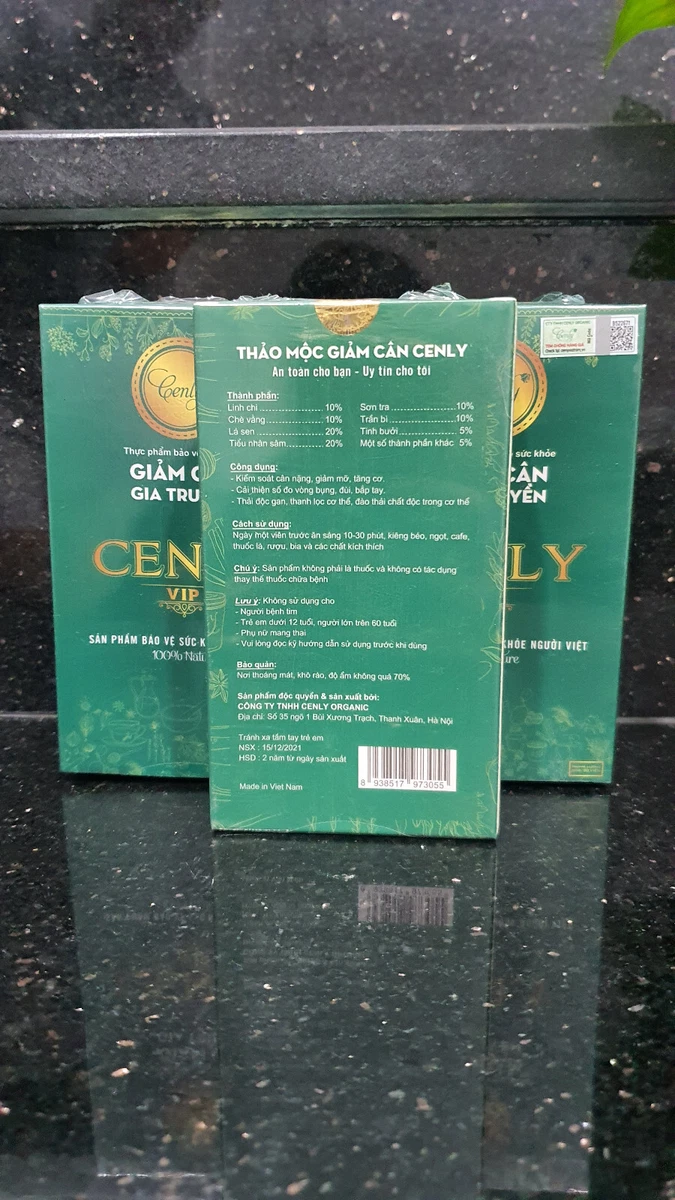 THẢO MỘC GIẢM CÂN CENLY
An toàn cho bạn - Uy tín cho tôi
Thành phần:
Linh chi 10% Sơn tra 10%
Chè vằng 10% Trần bì 10%
Lá sen 20% Tinh bưởi 5%
Tiểu nhân sâm 20% Một số thành phần khác 5%
Công dụng:
- Kiểm soát cân nặng, giảm mỡ, tăng cơ.
- Cải thiện số đo vòng bụng, đùi, bắp tay.
- Thải độc gan, thanh lọc cơ thể, đào thải chất độc trong cơ thể
Cách sử dụng:
Ngày một viên trước ăn sáng 10-30 phút, kiêng béo, ngọt, cafe,
thuốc lá, rượu, bia và các chất kích thích
Chú ý: Sản phẩm không phải là thuốc và không có tác dụng
thay thế thuốc chữa bệnh
Lưu ý: Không sử dụng cho
- Người bệnh tim
- Trẻ em dưới 12 tuổi, người lớn trên 60 tuổi
- Phụ nữ mang thai
- Vui lòng đọc kỹ hướng dẫn sử dụng trước khi dùng
Bảo quản:
Nơi thoáng mát, khô ráo, độ ẩm không quá 70%
Sản phẩm độc quyền & sản xuất bởi:
CÔNG TY TNHH CENLY ORGANIC
Địa chỉ: Số 35 ngõ 1 Bùi Xương Trạch, Thanh Xuân, Hà Nội
Tránh xa tầm tay trẻ em
NSX : 15/12/2021
HSD : 2 năm từ ngày sản xuất
Made in Viet Nam
8 938517 973055
Cenly
Thực phẩm bảo v
GIẢM C
GIA TRU
CEN
VIP
SẢN PHẨM BẢO VỆ SỨC K
100% Natu
sức khỏe
CÂN
YỀN
LY
KHỎE NGƯỜI VIỆT
ure